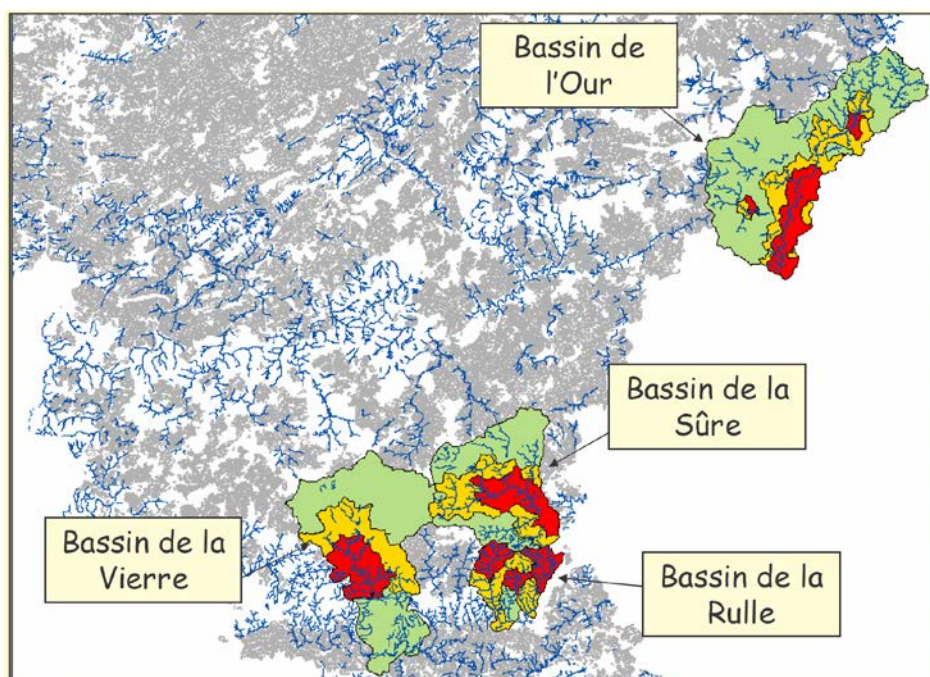 Bassin de
l'Our
Bassin de la
Sûre
Bassin de la
Vierre
Bassin de la
Rulle